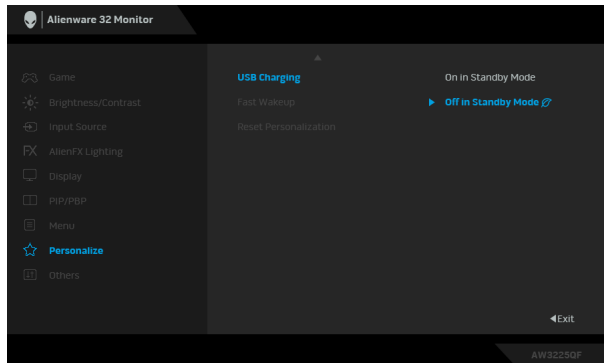 Alienware 32 Monitor
Game
Brightness/Contrast
Input Source
AlienFX Lighting
Display
PIP/PBP
Menu
Personalize
Others
USB Charging
Fast Wakeup
Reset Personalization
On in Standby Mode
Off in Standby Mode
Exit
AW3225QF